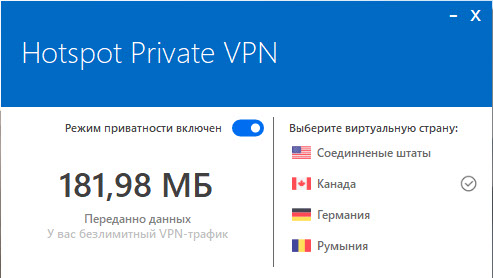 Hotspot Private VPN
Режим приватности включен
181,98 МБ
Переданно данных
У вас безлимитный VPN-трафик
Выберите виртуальную страну:
Соединненые штаты
Канада
Германия
Румыния